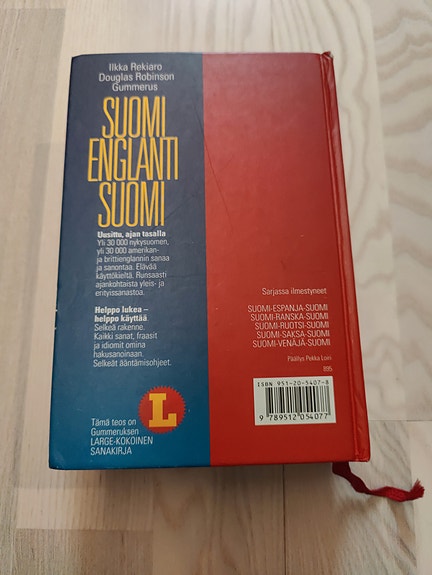 Ilkka Rekiaro
Douglas Robinson
Gummerus
SUOMI
ENGLANTI
SUOMI
Uusittu, ajan tasalla
Yli 30 000 nykysuomen,
yli 30 000 amerikan-
ja brittienglannin sanaa
ja sanontaa. Elävää
käyttökieltä. Runsaasti
ajankohtaista yleis- ja
erityissanastoa.
Helppo lukea –
helppo käyttää
Selkeä rakenne.
Kaikki sanat, fraasit
ja idiomit omina
hakusanoinaan.
Selkeät ääntämisohjeet.
L
Tämä teos on
Gummeruksen
LARGE-KOKOINEN
SANAKIRJA
Sarjassa ilmestyneet
SUOMI-ESPANJA-SUOMI
SUOMI-RANSKA-SUOMI
SUOMI-RUOTSI-SUOMI
SUOMI-SAKSA-SUOMI
SUOMI-VENÄJÄ-SUOMI
Päällys Pekka Loiri
895
ISBN 951-20-5407-8
9 789512 054077